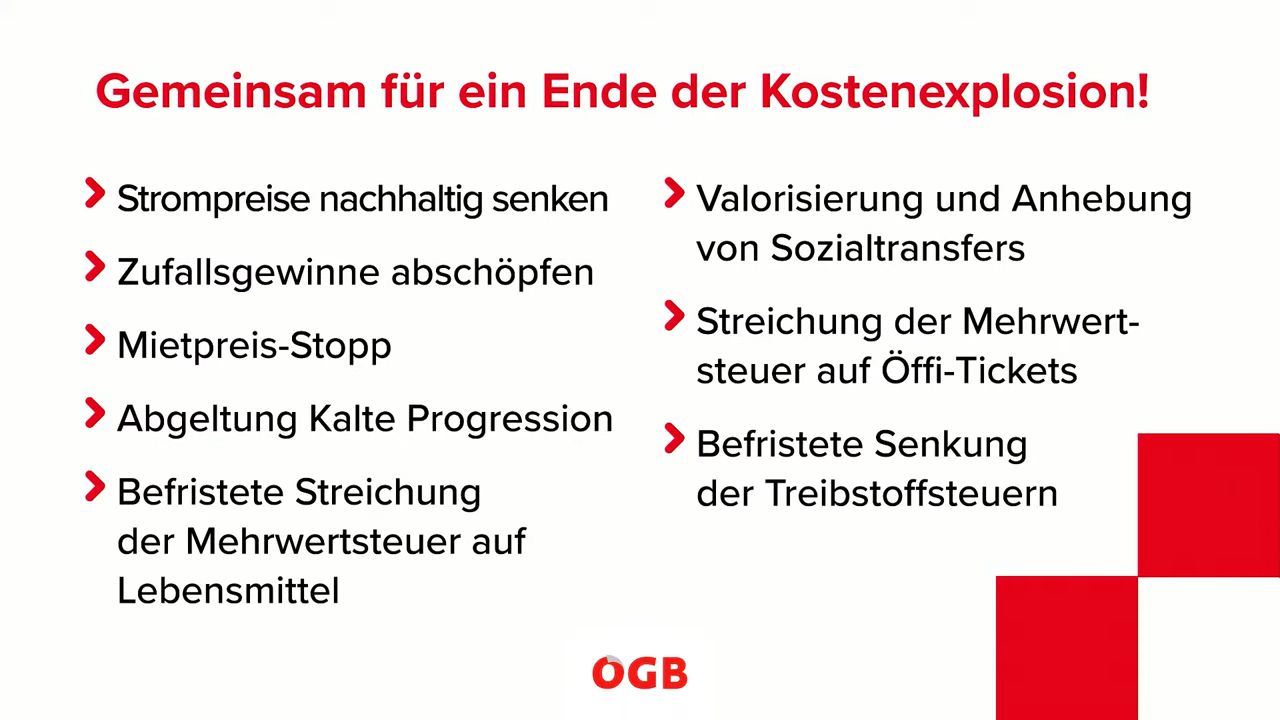 Gemeinsam für ein Ende der Kostenexplosion!
Strompreise nachhaltig senken
Zufallsgewinne abschöpfen
Mietpreis-Stopp
Abgeltung Kalte Progression
Befristete Streichung
der Mehrwertsteuer auf
Lebensmittel
Valorisierung und Anhebung
von Sozialtransfers
Streichung der Mehrwert-
steuer auf Öffi-Tickets
Befristete Senkung
der Treibstoffsteuern
ÖGB